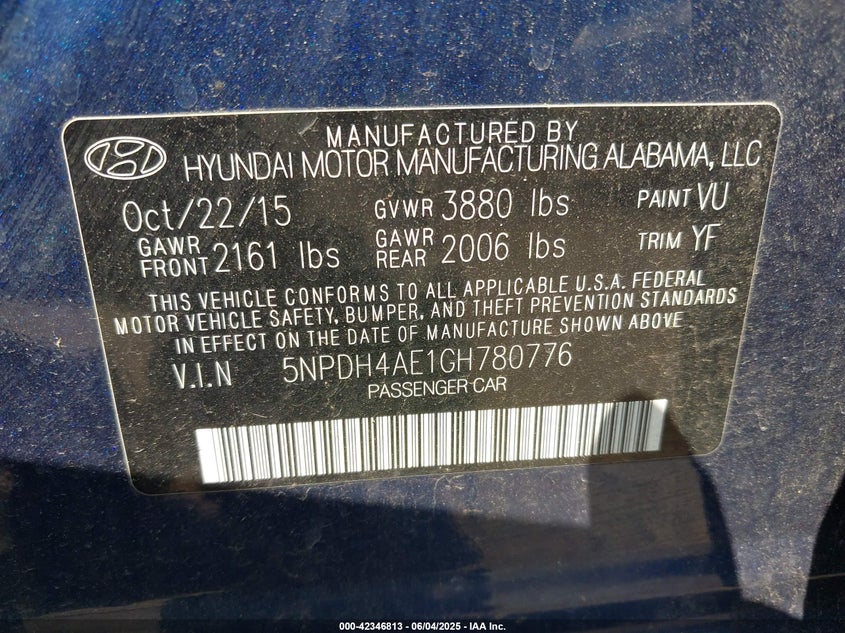 MANUFACTURED BY
HYUNDAI MOTOR MANUFACTURING ALABAMA, LLC
Oct/22/15 GVWR 3880 lbs PAINT VU
GAWR FRONT 2161 lbs GAWR REAR 2006 lbs TRIM YF
THIS VEHICLE CONFORMS TO ALL APPLICABLE U.S.A. FEDERAL
MOTOR VEHICLE SAFETY, BUMPER, AND THEFT PREVENTION STANDARDS
IN EFFECT ON THE DATE OF MANUFACTURE SHOWN ABOVE
V.I.N 5NPDH4AE1GH780776
PASSENGER CAR
000-42346813 - 06/04/2025 - IAA Inc.